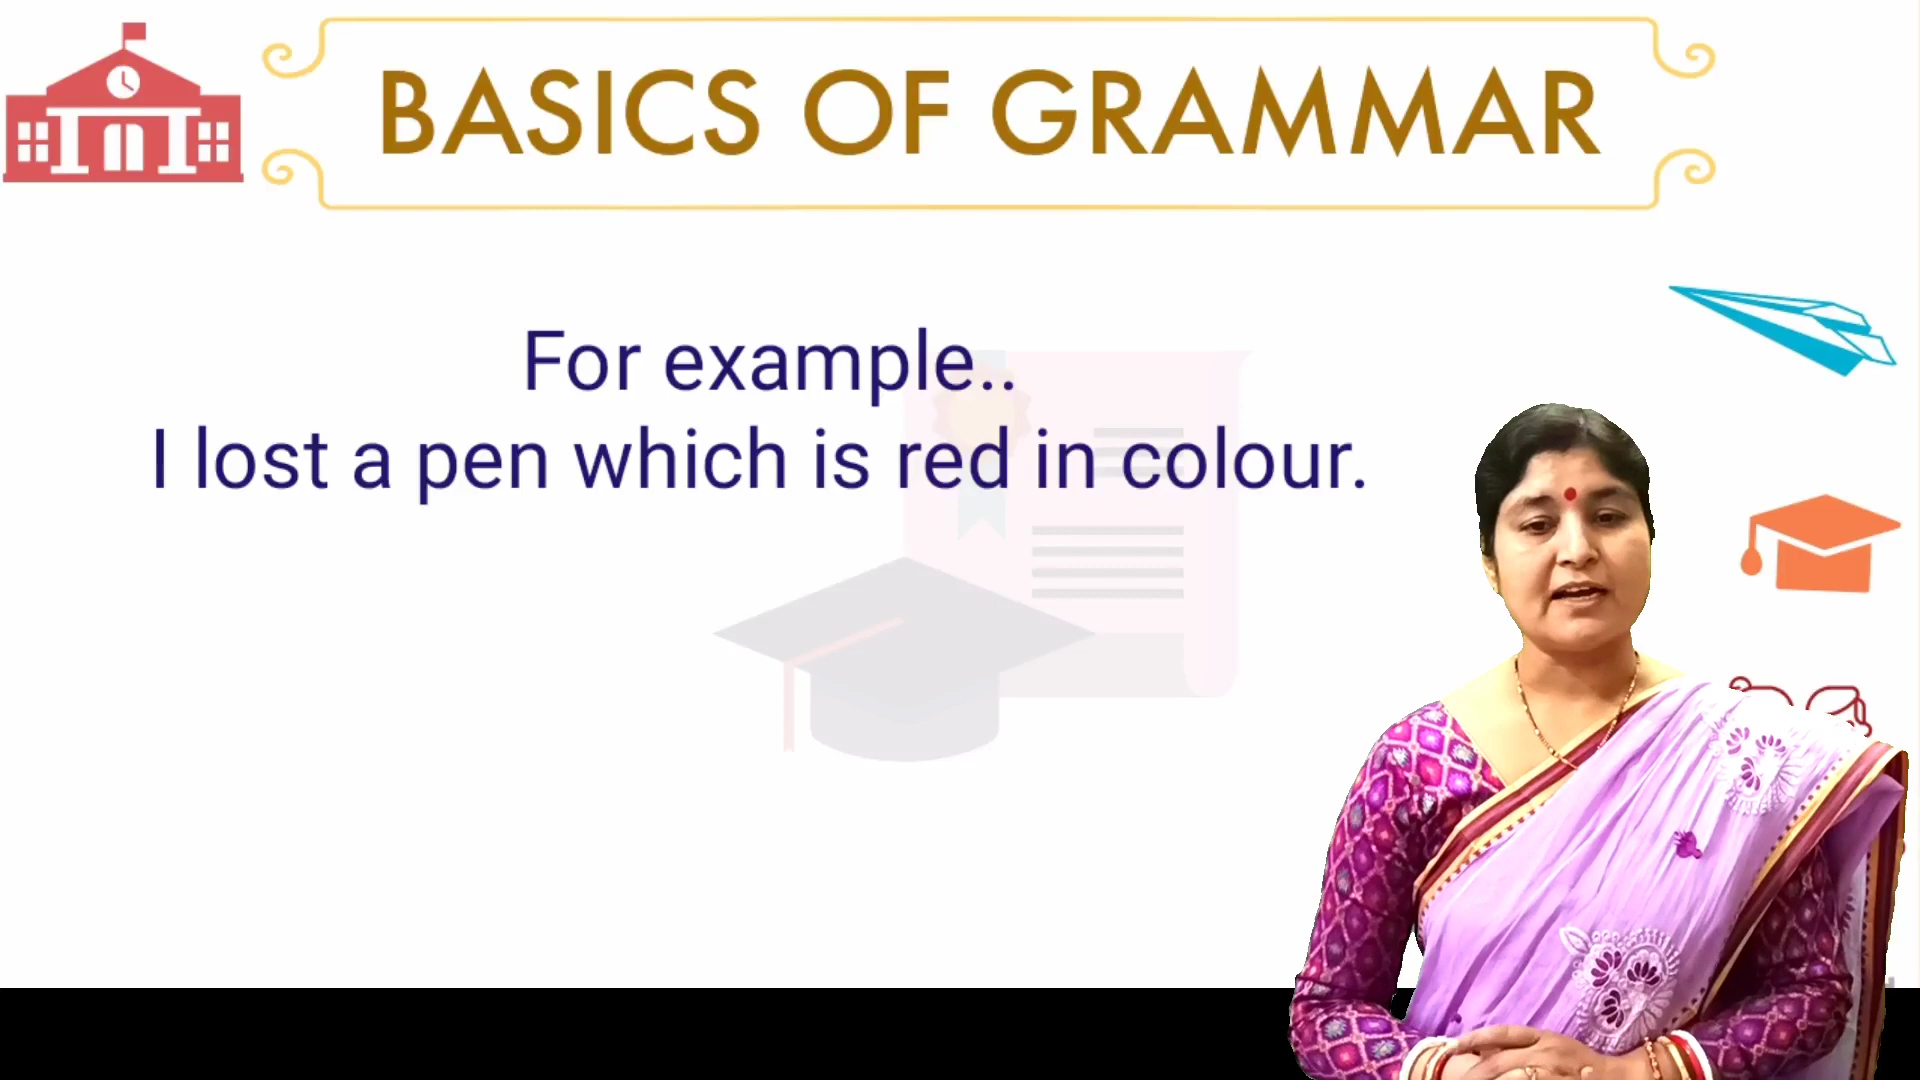 BASICS OF GRAMMAR
For example..
I lost a pen which is red in colour.